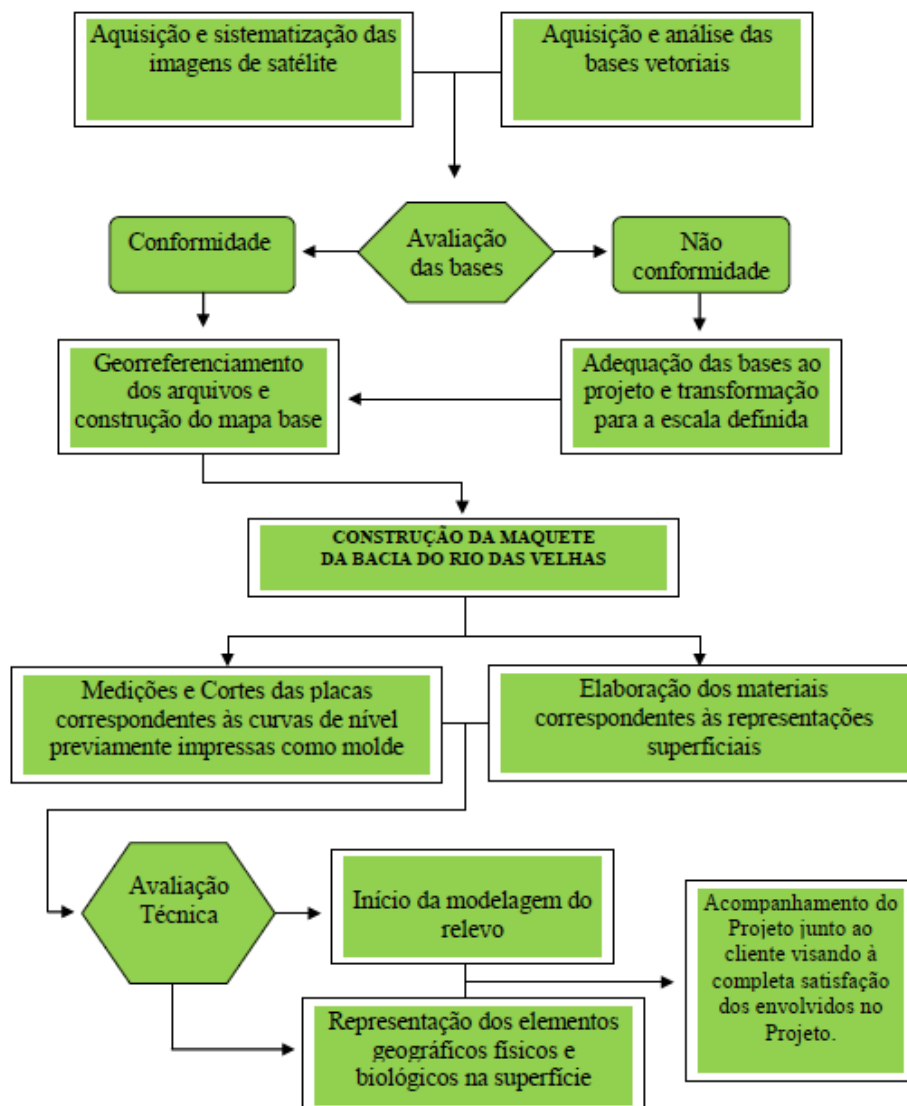 Aquisição e sistematização das
imagens de satélite
Aquisição e análise das
bases vetoriais
Conformidade
Avaliação
das bases
Não
conformidade
Georreferenciamento
dos arquivos e
construção do mapa base
Adequação das bases ao
projeto e transformação
para a escala definida
CONSTRUÇÃO DA MAQUETE
DA BACIA DO RIO DAS VELHAS
Medições e Cortes das placas
correspondentes às curvas de nível
previamente impressas como molde
Elaboração dos materiais
correspondentes às representações
superfíciais
Avaliação
Técnica
Início da modelagem do
relevo
Acompanhamento do
Projeto junto ao
cliente visando à
completa satisfação
dos envolvidos no
Projeto.
Representação dos elementos
geográficos físicos e
biológicos na superfície